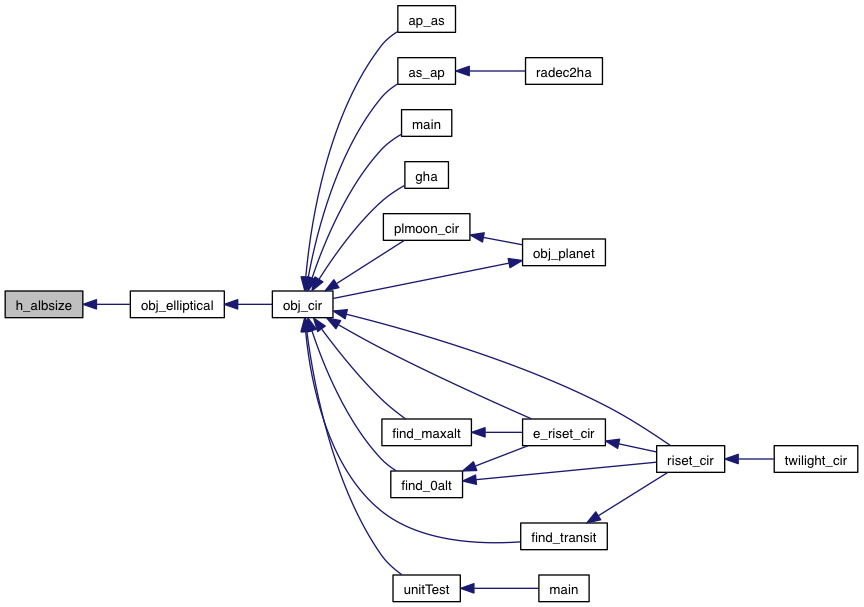 ap_as
as_ap
radec2ha
main
gha
plmoon_cir
obj_planet
h_albsize
obj_elliptical
obj_cir
find_maxalt
e_riset_cir
riset_cir
twilight_cir
find_0alt
find_transit
unitTest
main